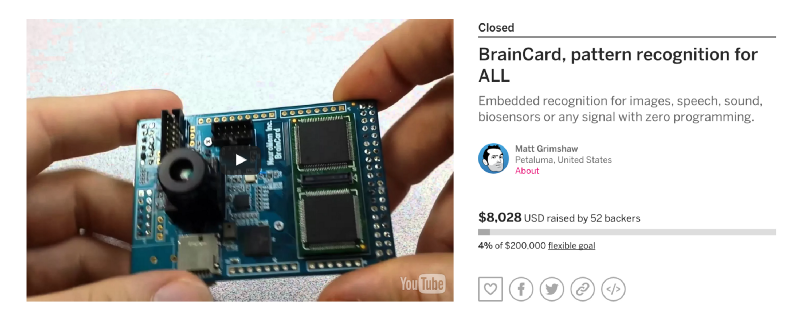 Closed
BrainCard, pattern recognition for
ALL
Embedded recognition for images, speech, sound,
biosensors or any signal with zero programming.
Matt Grimshaw
Petaluma, United States
About
$8,028 USD raised by 52 backers
4% of $200,000 flexible goal
NeuroMem Inc.
BrainCard
YouTube